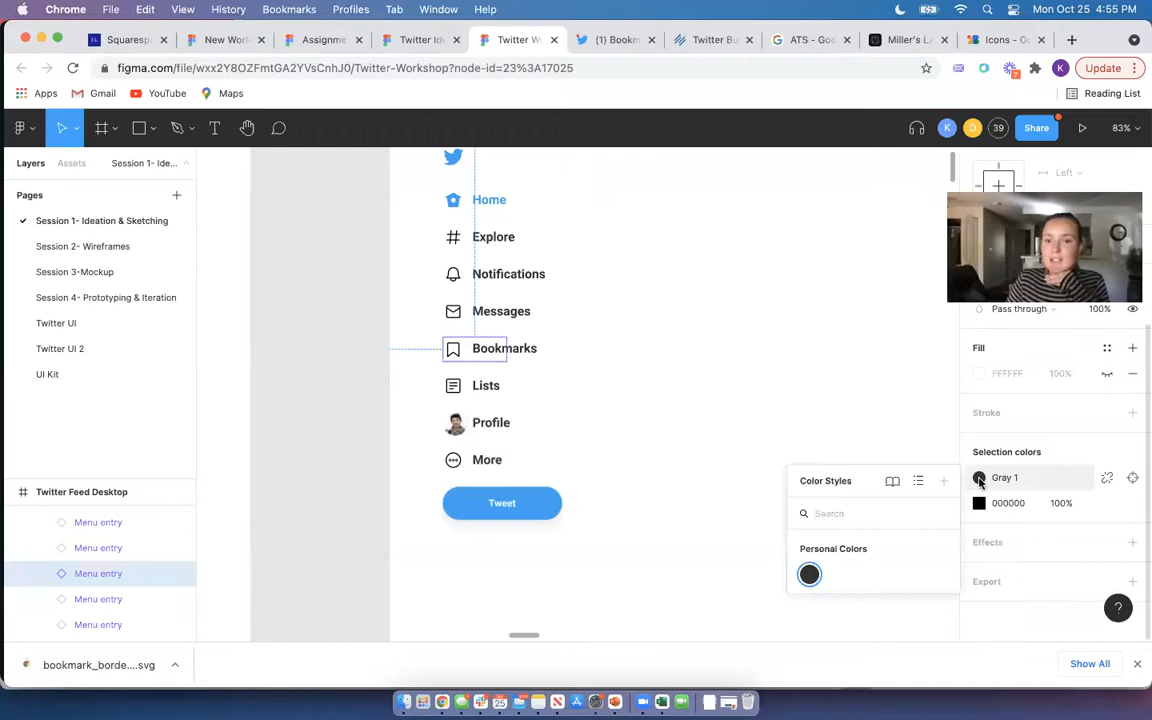 Chrome File Edit View History Bookmarks Profiles Tab Window Help Mon Oct 25 4:55 PM
Squaresp New Worl Assignme Twitter Id Twitter W (1) Bookm Twitter Bu ATS - Goo Miller's La Icons - Go
figma.com/file/wxx2Y8OZFmtGA2YVsCnhJ0/Twitter-Workshop?node-id=23%3A17025 7 K Update
Apps Gmail YouTube Maps Reading List
K D 39 Share 83%
Layers Assets Session 1- Ide...
Pages
Session 1- Ideation & Sketching
Session 2- Wireframes
Session 3-Mockup
Session 4- Prototyping & Iteration
Twitter UI
Twitter UI 2
UI Kit
Twitter Feed Desktop
Menu entry
Menu entry
Menu entry
Menu entry
Menu entry
Home
Explore
Notifications
Messages
Bookmarks
Lists
Profile
More
Tweet
Color Styles
Search
Personal Colors
Left
Pass through 100%
Fill
FFFFFF 100%
Stroke
Selection colors
Gray 1
000000 100%
Effects
Export
?
bookmark_borde....svg Show All